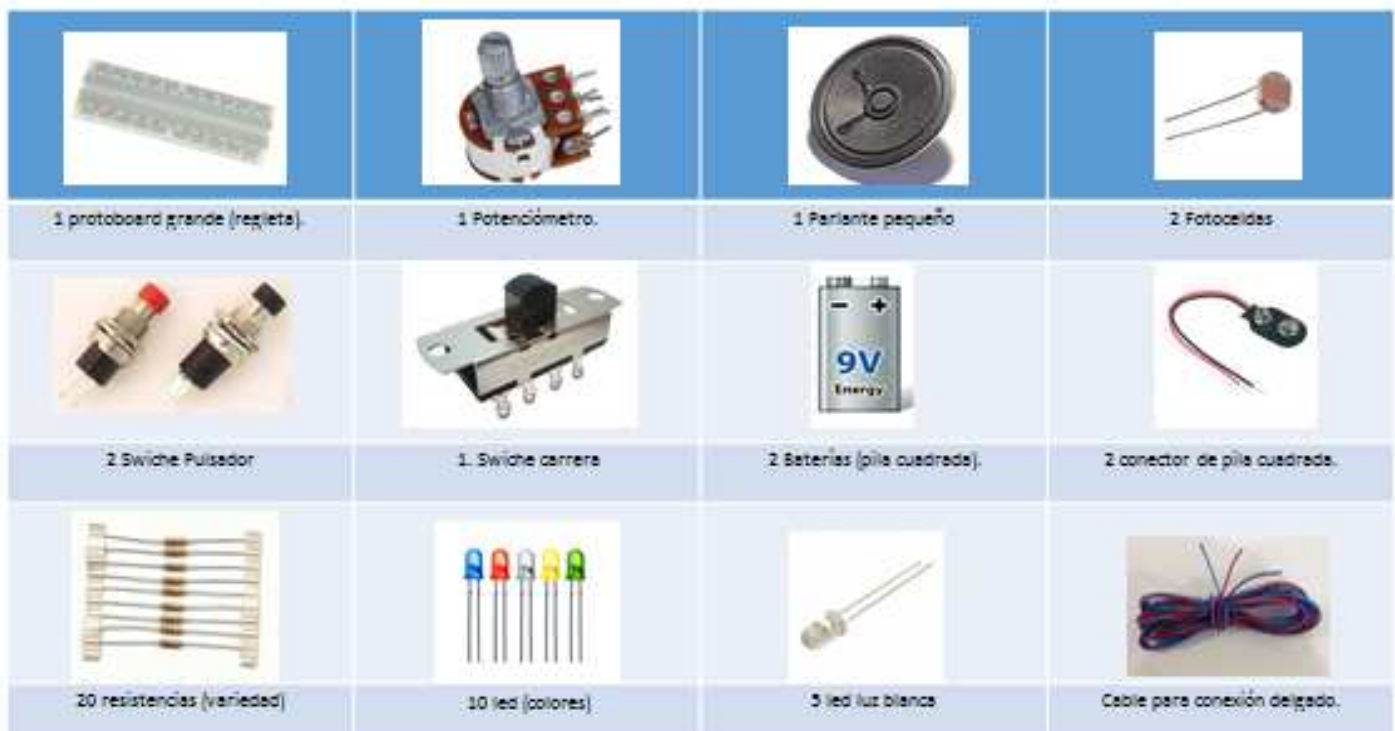 1 protoboard grande (regleta).
1 Potenciómetro.
1 Parlante pequeño
2 Fotoceldas
- +
9V
Energy
2 Swiche Pulsador
1. Swiche carrera
2 Baterías (pila cuadrada).
2 conector de pila cuadrada.
20 resistencias (variedad)
10 led (colores)
5 led luz blanca
Cable para conexión delgado.